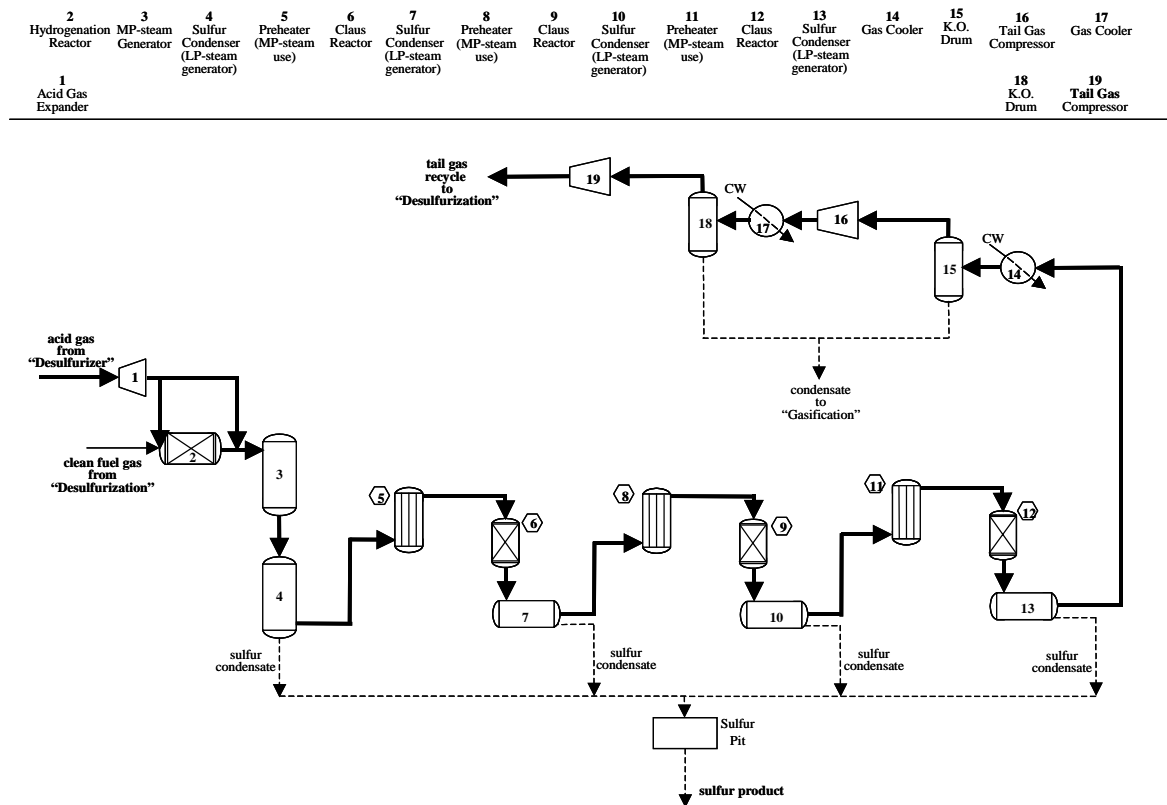 2
Hydrogenation
Reactor
3
MP-steam
Generator
4
Sulfur
Condenser
(LP-steam
generator)
5
Preheater
(MP-steam
use)
6
Claus
Reactor
7
Sulfur
Condenser
(LP-steam
generator)
8
Preheater
(MP-steam
use)
9
Claus
Reactor
10
Sulfur
Condenser
(LP-steam
generator)
11
Preheater
(MP-steam
use)
12
Claus
Reactor
13
Sulfur
Condenser
(LP-steam
generator)
14
Gas Cooler
15
K.O.
Drum
16
Tail Gas
Compressor
17
Gas Cooler
1
Acid Gas
Expander
18
K.O.
Drum
19
Tail Gas
Compressor
tail gas
recycle
to
“Desulfurization”
19
CW
18
17
16
CW
15
14
acid gas
from
“Desulfurizer”
1
condensate
to
“Gasification”
2
clean fuel gas
from
“Desulfurization”
3
5
6
8
9
11
12
4
7
10
13
sulfur
condensate
sulfur
condensate
sulfur
condensate
sulfur
condensate
Sulfur
Pit
sulfur product